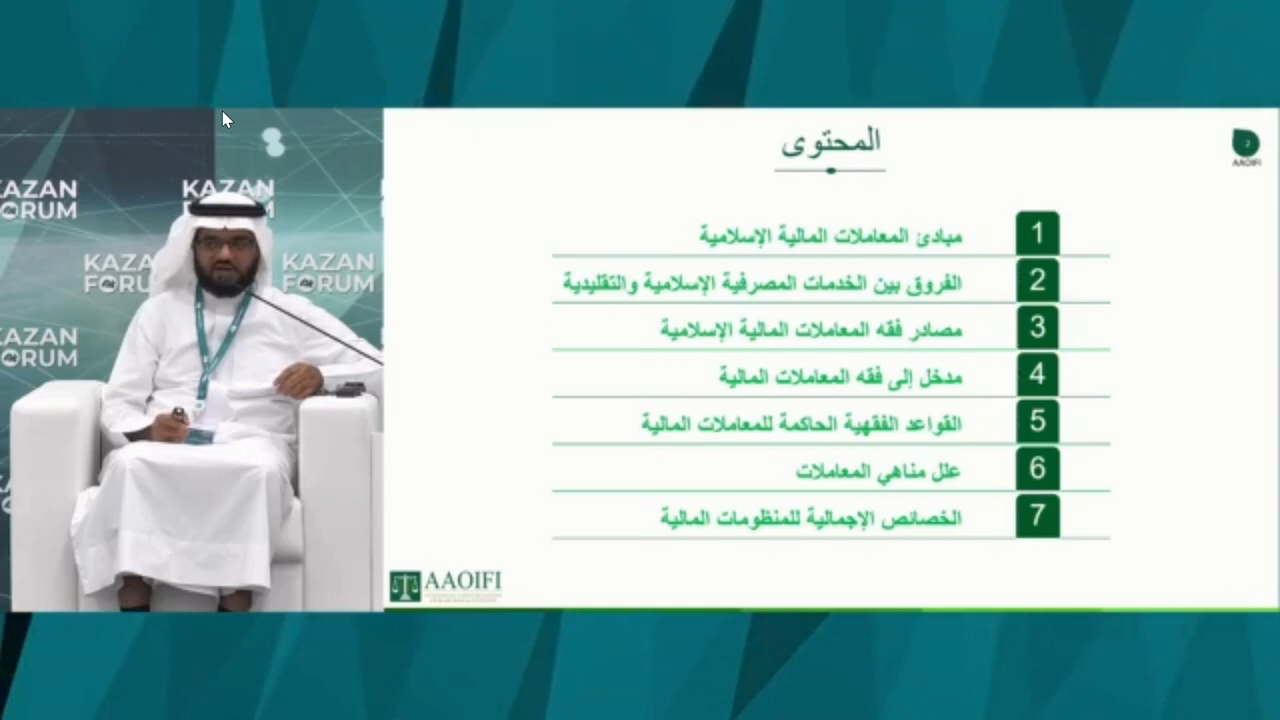 KAZAN
FORUM
KAZAN
FORUM
KAZAN
FORUM
المحتوى
AAOIFI
1 مبادئ المعاملات المالية الإسلامية
2 الفروق بين الخدمات المصرفية الإسلامية والتقليدية
3 مصادر فقه المعاملات المالية الإسلامية
4 مدخل إلى فقه المعاملات المالية
5 القواعد الفقهية الحاكمة للمعاملات المالية
6 علل مناهي المعاملات
7 الخصائص الإجمالية للمنظومات المالية
AAOIFI